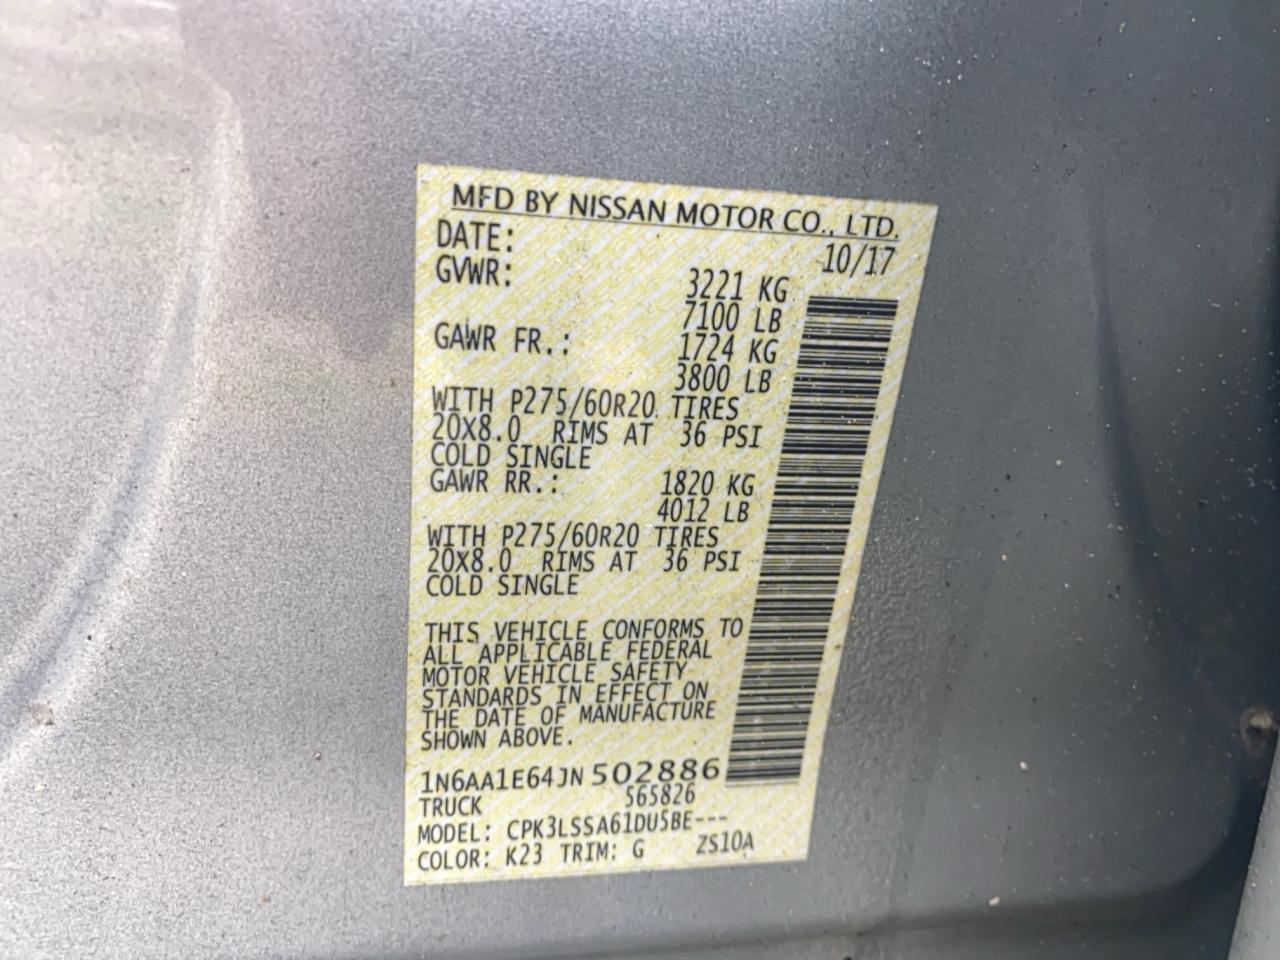 MFD BY NISSAN MOTOR CO., LTD.
DATE: 10/17
GVWR: 3221 KG
7100 LB
GAWR FR.: 1724 KG
3800 LB
WITH P275/60R20 TIRES
20X8.0 RIMS AT 36 PSI
COLD SINGLE
GAWR RR.: 1820 KG
4012 LB
WITH P275/60R20 TIRES
20X8.0 RIMS AT 36 PSI
COLD SINGLE
THIS VEHICLE CONFORMS TO
ALL APPLICABLE FEDERAL
MOTOR VEHICLE SAFETY
STANDARDS IN EFFECT ON
THE DATE OF MANUFACTURE
SHOWN ABOVE.
1N6AA1E64JN502886
TRUCK 565826
MODEL: CPK3LSSA61DU5BE---
COLOR: K23 TRIM: G ZS10A